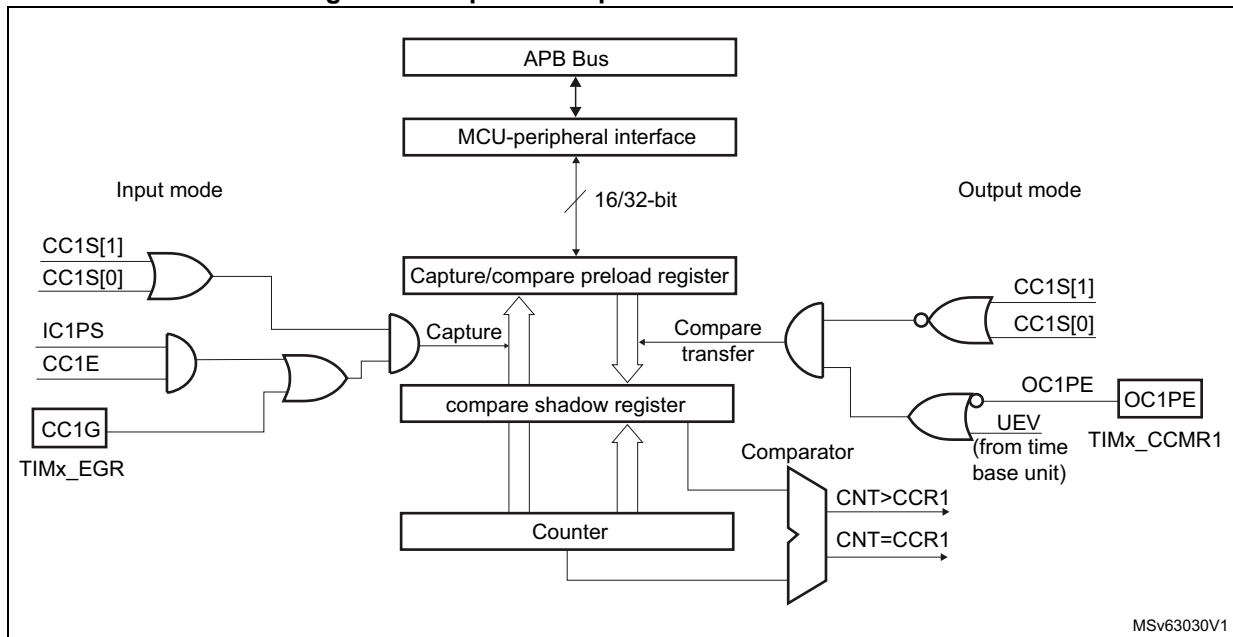 APB Bus
MCU-peripheral interface
Input mode
16/32-bit
Output mode
CC1S[1]
CC1S[0]
IC1PS
CC1E
CC1G
TIMx_EGR
Capture/compare preload register
Capture
Compare
transfer
compare shadow register
Counter
Comparator
CNT>CCR1
CNT=CCR1
CC1S[1]
CC1S[0]
OC1PE
OC1PE
UEV
(from time
base unit)
TIMx_CCMR1
MSv63030V1